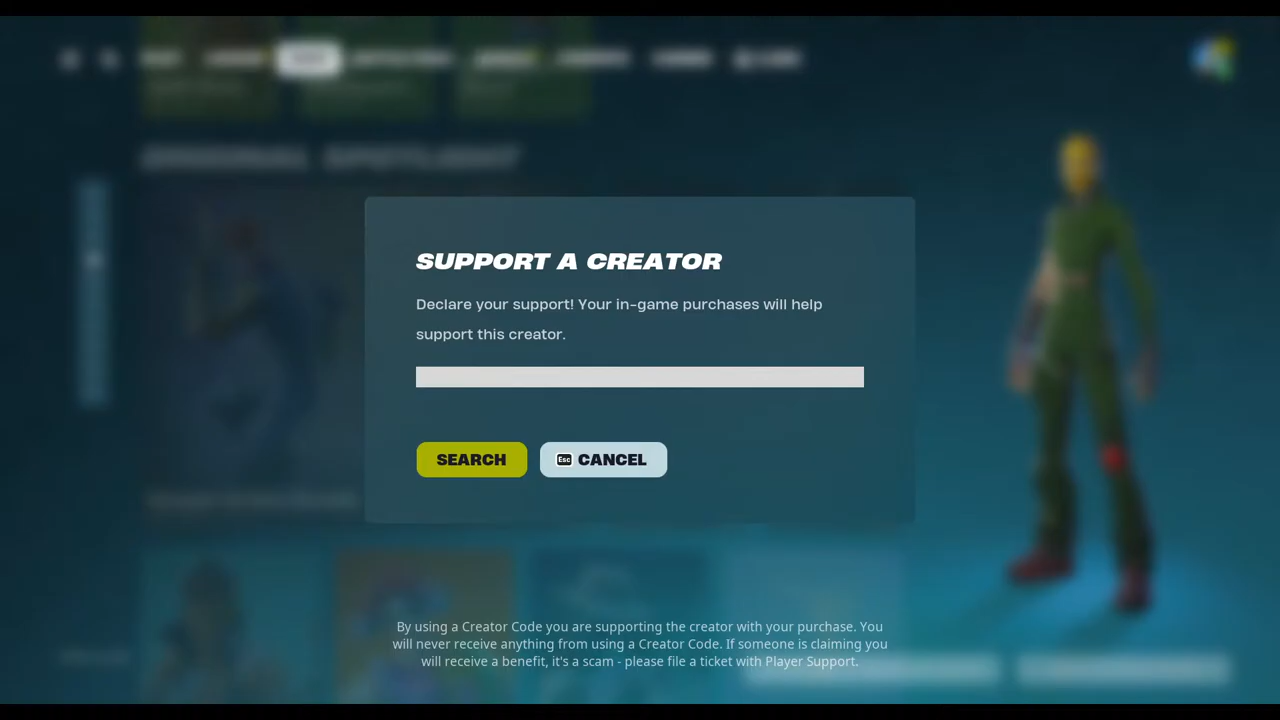 SUPPORT A CREATOR
Declare your support! Your in-game purchases will help
support this creator.
SEARCH
Esc CANCEL
By using a Creator Code you are supporting the creator with your purchase. You
will never receive anything from using a Creator Code. If someone is claiming you
will receive a benefit, it's a scam - please file a ticket with Player Support.